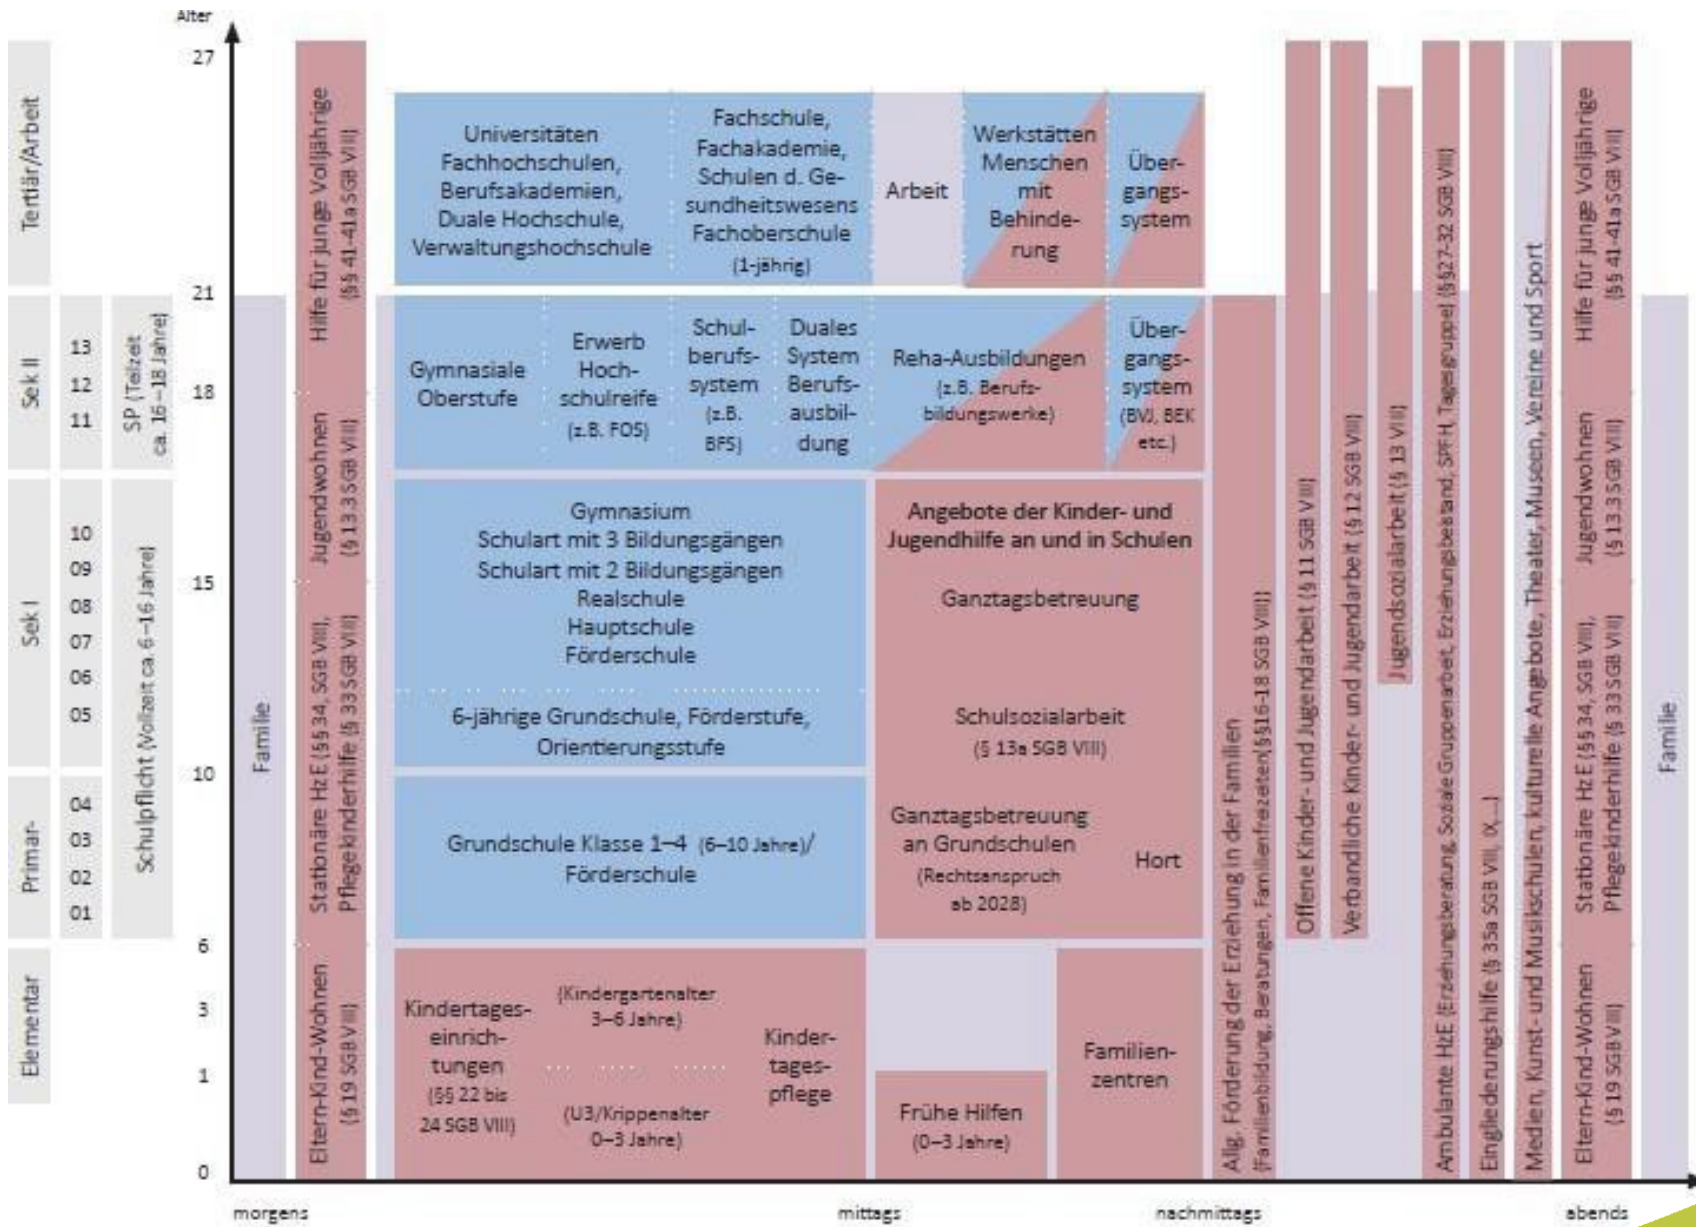 Alter
27
21
18
15
10
6
3
1
0
Tertiär/Arbeit
Sek II
Sek I
Primar-
Elementar
13
12
11
10
09
08
07
06
05
04
03
02
01
SP (Teilzeit
ca. 16–18 Jahre)
Schulpflicht (Vollzeit ca. 6–16 Jahre)
Familie
Hilfe für junge Volljährige
(§§ 41-41a SGB VIII)
Jugendwohnen
(§ 13.3 SGB VIII)
Stationäre HzE (§§ 34, SGB VIII),
Pflegekinderhilfe (§ 33 SGB VIII)
Eltern-Kind-Wohnen
(§ 19 SGB VIII)
Universitäten
Fachhochschulen,
Berufsakademien,
Duale Hochschule,
Verwaltungshochschule
Fachschule,
Fachakademie,
Schulen d. Ge-
sundheitswesens
Fachoberschule
(1-jährig)
Arbeit
Werkstätten
Menschen
mit
Behinde-
rung
Über-
gangs-
system
Gymnasiale
Oberstufe
Erwerb
Hoch-
schulreife
(z.B. FOS)
Schul-
berufs-
system
(z.B.
BFS)
Duales
System
Berufs-
ausbil-
dung
Reha-Ausbildungen
(z.B. Berufs-
bildungswerke)
Über-
gangs-
system
(BVJ, BEK
etc.)
Gymnasium
Schulart mit 3 Bildungsgängen
Schulart mit 2 Bildungsgängen
Realschule
Hauptschule
Förderschule
6-jährige Grundschule, Förderstufe,
Orientierungsstufe
Grundschule Klasse 1–4 (6–10 Jahre)/
Förderschule
Angebote der Kinder- und
Jugendhilfe an und in Schulen
Ganztagsbetreuung
Schulsozialarbeit
(§ 13a SGB VIII)
Ganztagsbetreuung
an Grundschulen
(Rechtsanspruch
ab 2028)
Hort
Kindertages-
einrich-
tungen
(§§ 22 bis
24 SGB VIII)
(Kindergartenalter
3–6 Jahre)
(U3/Krippenalter
0–3 Jahre)
Kinder-
tages-
pflege
Frühe Hilfen
(0–3 Jahre)
Familien-
zentren
Allg. Förderung der Erziehung in der Familien
(Familienbildung, Beratungen, Familienfreizeiten(§§16-18 SGB VIII))
Offene Kinder- und Jugendarbeit (§ 11 SGB VIII)
Verbandliche Kinder- und Jugendarbeit (§ 12 SGB VIII)
Jugendsozialarbeit (§ 13 VIII)
Ambulante HzE (Erziehungsberatung, Soziale Gruppenarbeit, Erziehungsbeistand, SPFH, Tagesgruppe) (§§27-32 SGB VIII)
Eingliederungshilfe (§ 35a SGB VIII, IX,...)
Medien, Kunst- und Musikschulen, kulturelle Angebote, Theater, Museen, Vereine und Sport
Hilfe für junge Volljährige
(§§ 41-41a SGB VIII)
Jugendwohnen
(§ 13.3 SGB VIII)
Stationäre HzE (§§ 34, SGB VIII),
Pflegekinderhilfe (§ 33 SGB VIII)
Eltern-Kind-Wohnen
(§ 19 SGB VIII)
Familie
morgens
mittags
nachmittags
abends